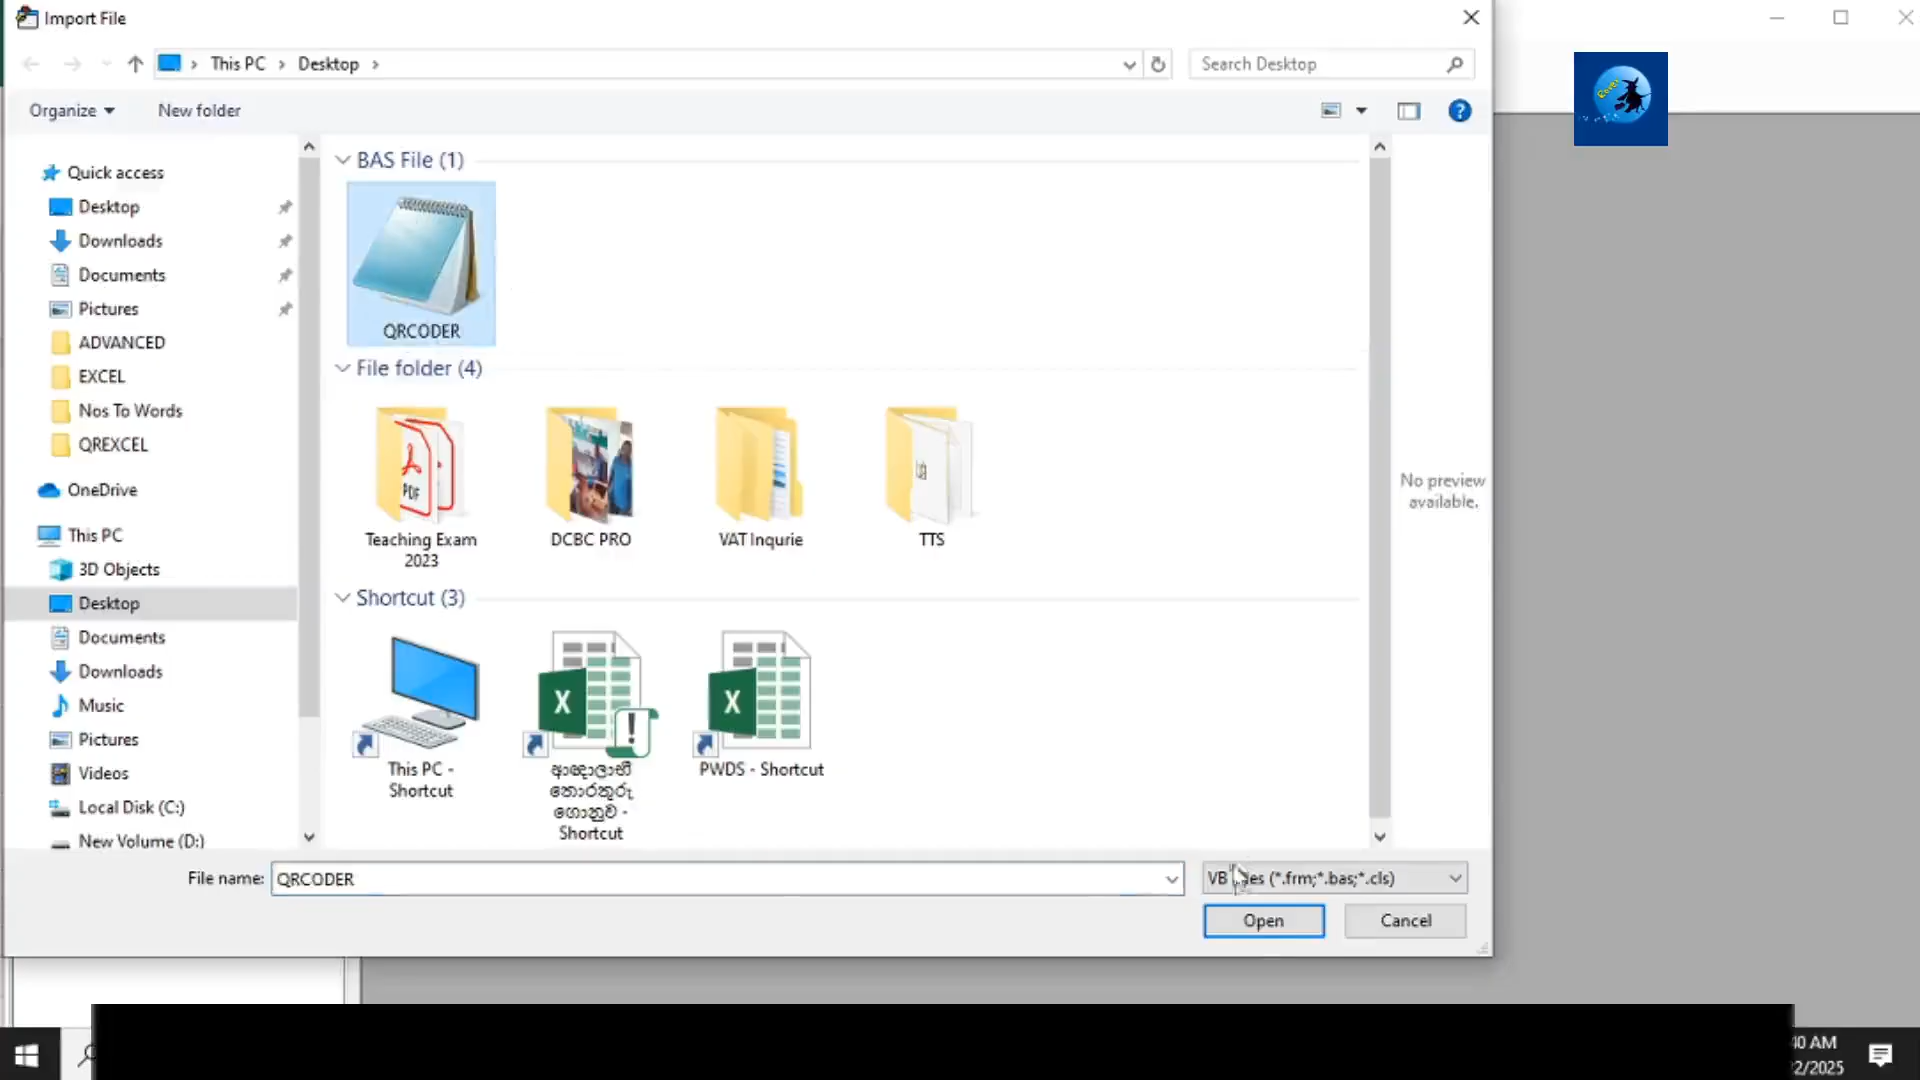 Import File
This PC
Desktop
Search Desktop
Organize
New folder
Quick access
Desktop
Downloads
Documents
Pictures
ADVANCED
EXCEL
Nos To Words
QREXCEL
OneDrive
This PC
3D Objects
Desktop
Documents
Downloads
Music
Pictures
Videos
Local Disk (C:)
New Volume (D:)
BAS File (1)
QRCODER
File folder (4)
PDF
Teaching Exam
2023
DCBC PRO
VAT Inqurie
TTS
Shortcut (3)
This PC -
Shortcut
තොරතුරු
ගොනුව -
Shortcut
PWDS - Shortcut
No preview
available.
File name:
QRCODER
VB (*.frm;*.bas;*.cls)
Open
Cancel
40 AM
2/2025